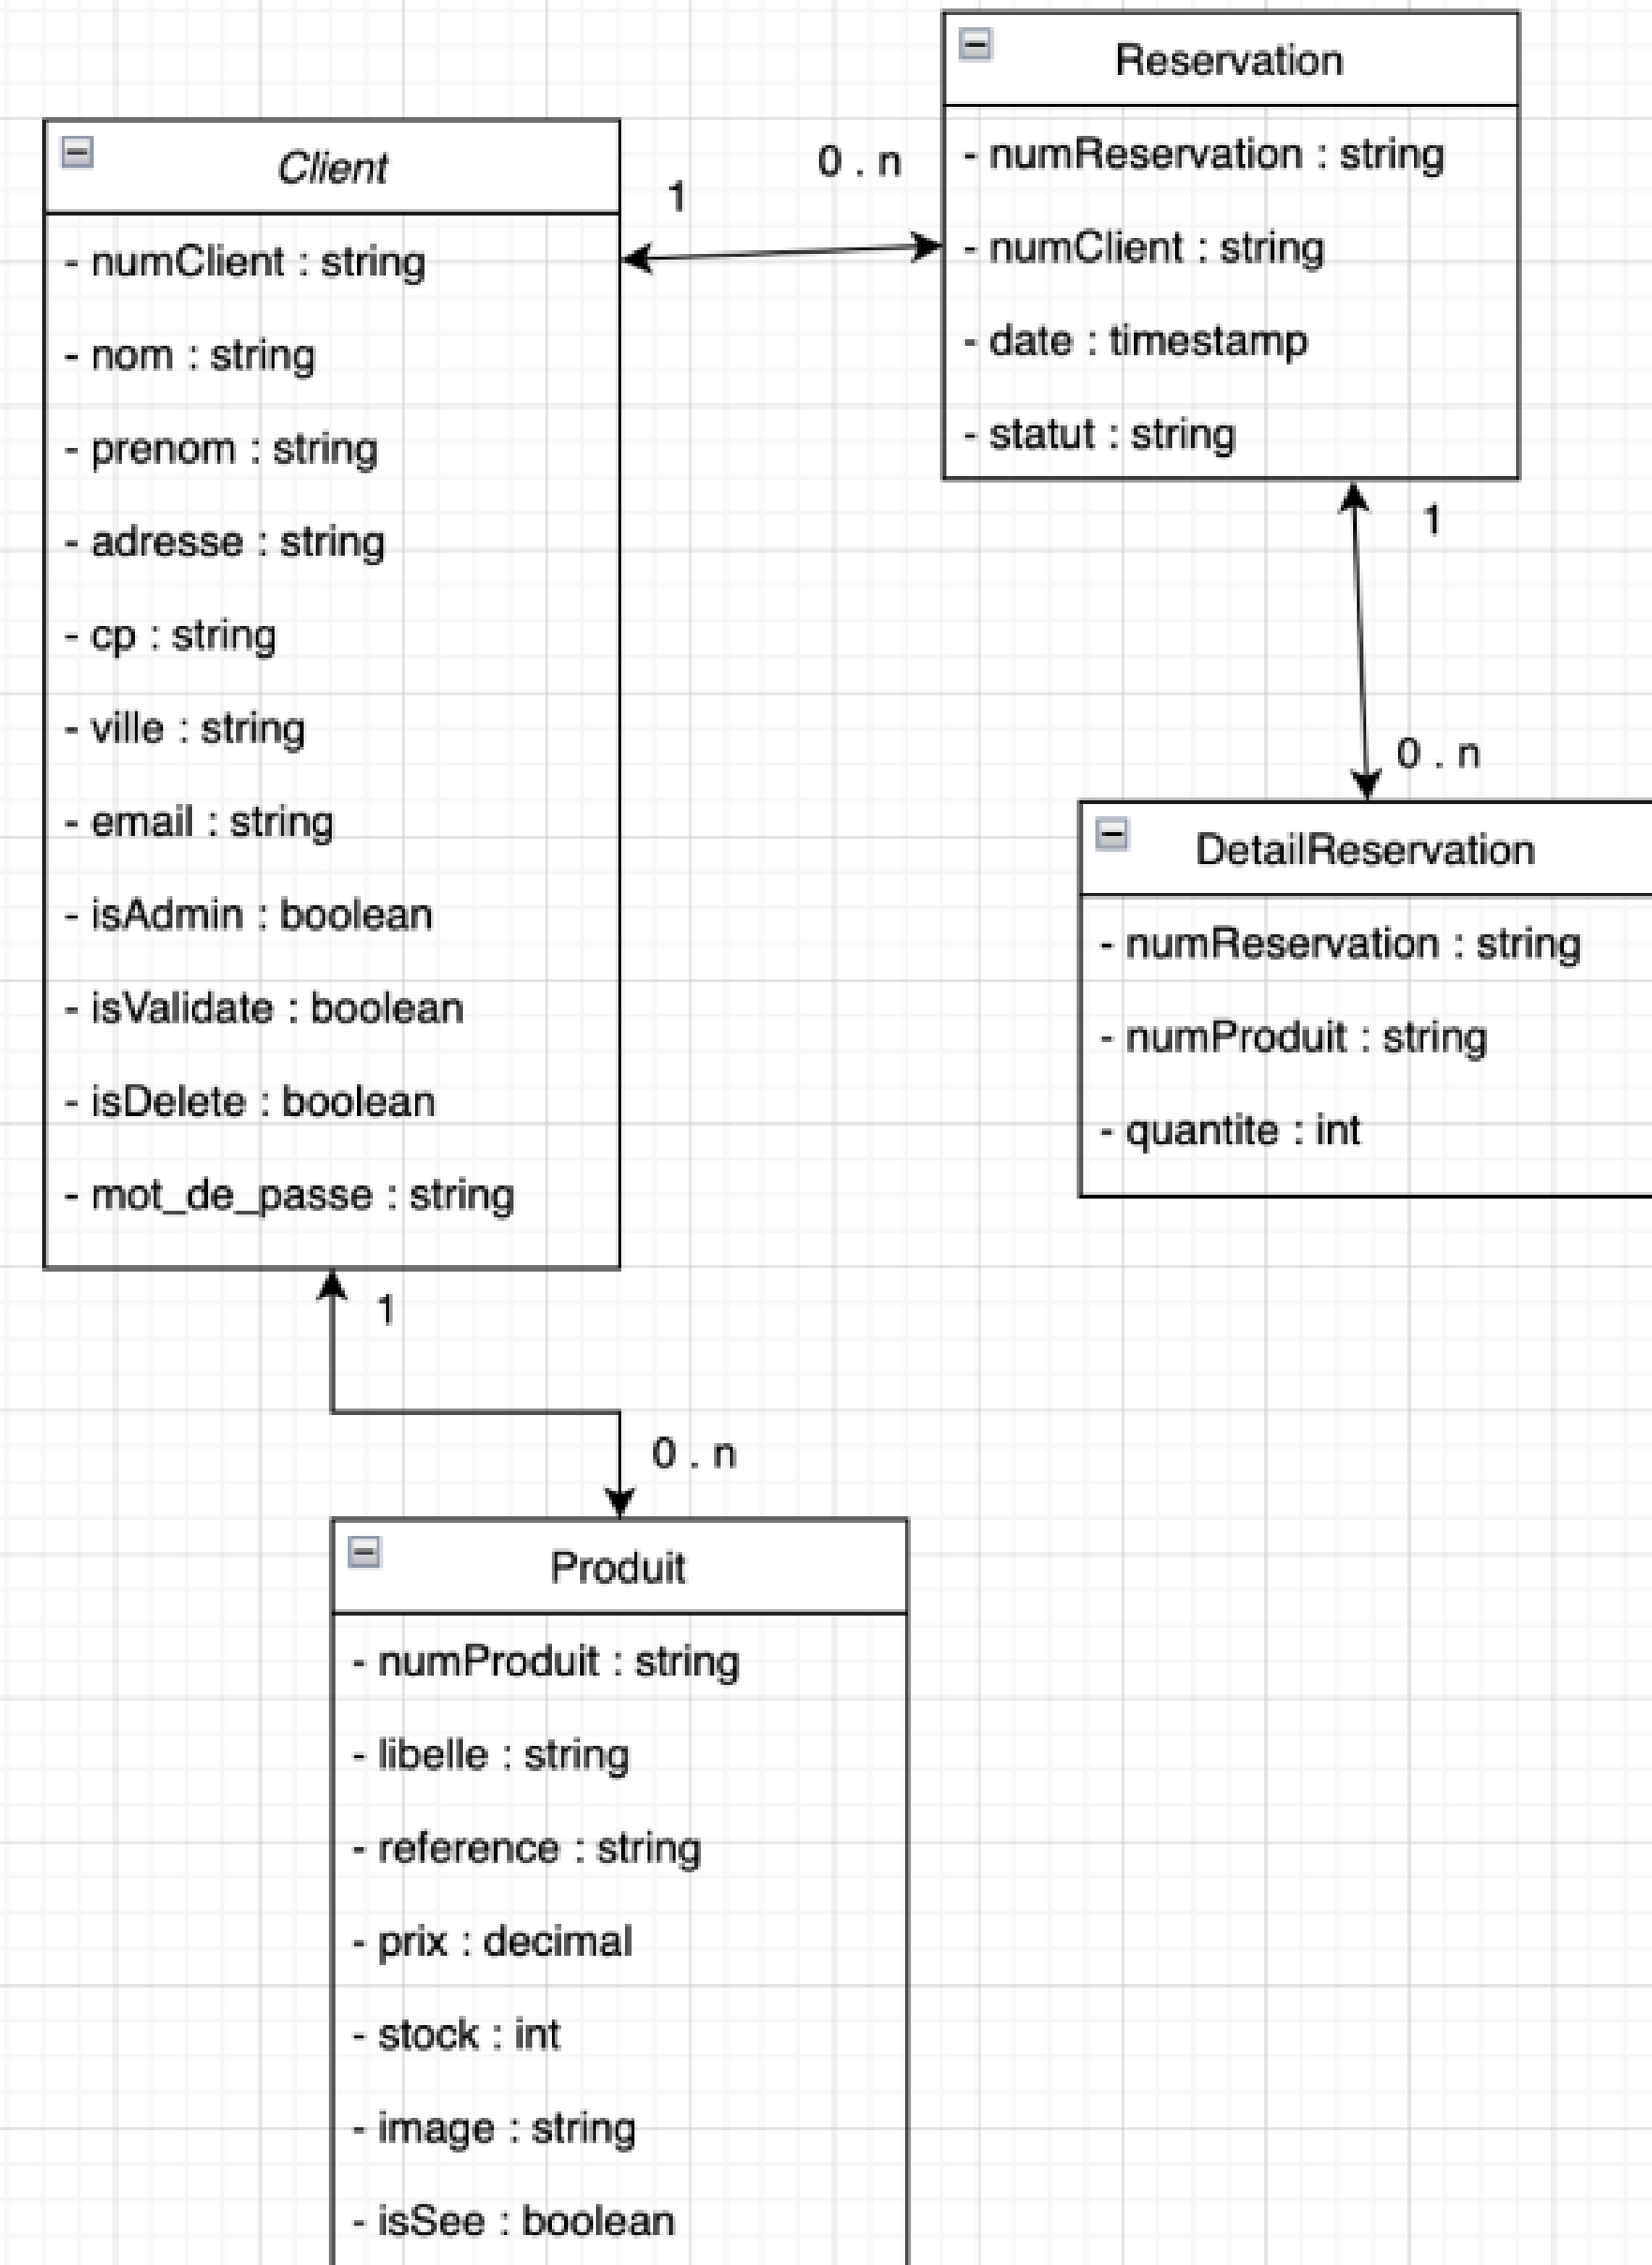 Client
- numClient : string
- nom : string
- prenom : string
- adresse : string
- cp : string
- ville : string
- email : string
- isAdmin : boolean
- isValidate : boolean
- isDelete : boolean
- mot_de_passe : string
1
0 . n
Reservation
- numReservation : string
- numClient : string
- date : timestamp
- statut : string
1
0 . n
DetailReservation
- numReservation : string
- numProduit : string
- quantite : int
1
0 . n
Produit
- numProduit : string
- libelle : string
- reference : string
- prix : decimal
- stock : int
- image : string
- isSee : boolean